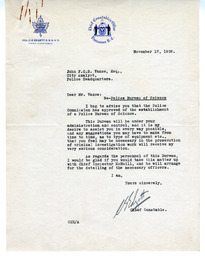 November 17, 1932.
John F.C.B. Vance, Esq.,
City Analyst,
Police Headquarters.
Dear Mr. Vance:
Re-Police Bureau of Science
I beg to advise you that the Police
Commission has approved of the establishment
of a Police Bureau of Science.
This Bureau will be under your
administration and control, and it is my
desire to assist you in every way possible,
and any suggestions you may have to make from
time to time, as to type of equipment etc.,
that you feel may be necessary in the prosecution
of criminal investigation work will receive my
very serious consideration.
As regards the personnel of this Bureau,
I would be glad if you would take this matter up
with Chief Inspector and he will arrange
for the detailing of the necessary officers.
I am,
Yours sincerely,
Chief Constable.